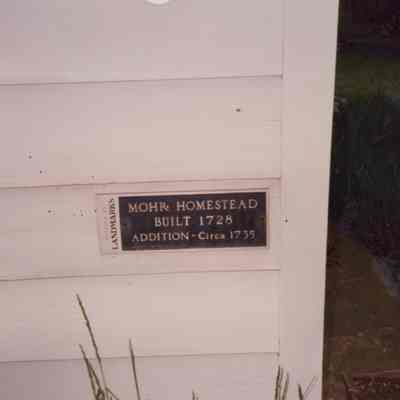 LANDMARKS
MOHR HOMESTEAD
BUILT 1728
ADDITION - Circa 1735